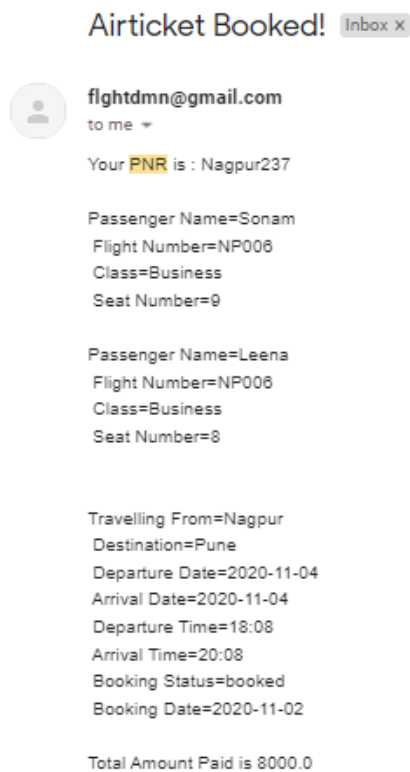 Airticket Booked! Inbox x
flghtdmn@gmail.com
to me
Your PNR is : Nagpur237
Passenger Name=Sonam
Flight Number=NP006
Class=Business
Seat Number=9
Passenger Name=Leena
Flight Number=NP006
Class=Business
Seat Number=8
Travelling From=Nagpur
Destination=Pune
Departure Date=2020-11-04
Arrival Date=2020-11-04
Departure Time=18:08
Arrival Time=20:08
Booking Status=booked
Booking Date=2020-11-02
Total Amount Paid is 8000.0